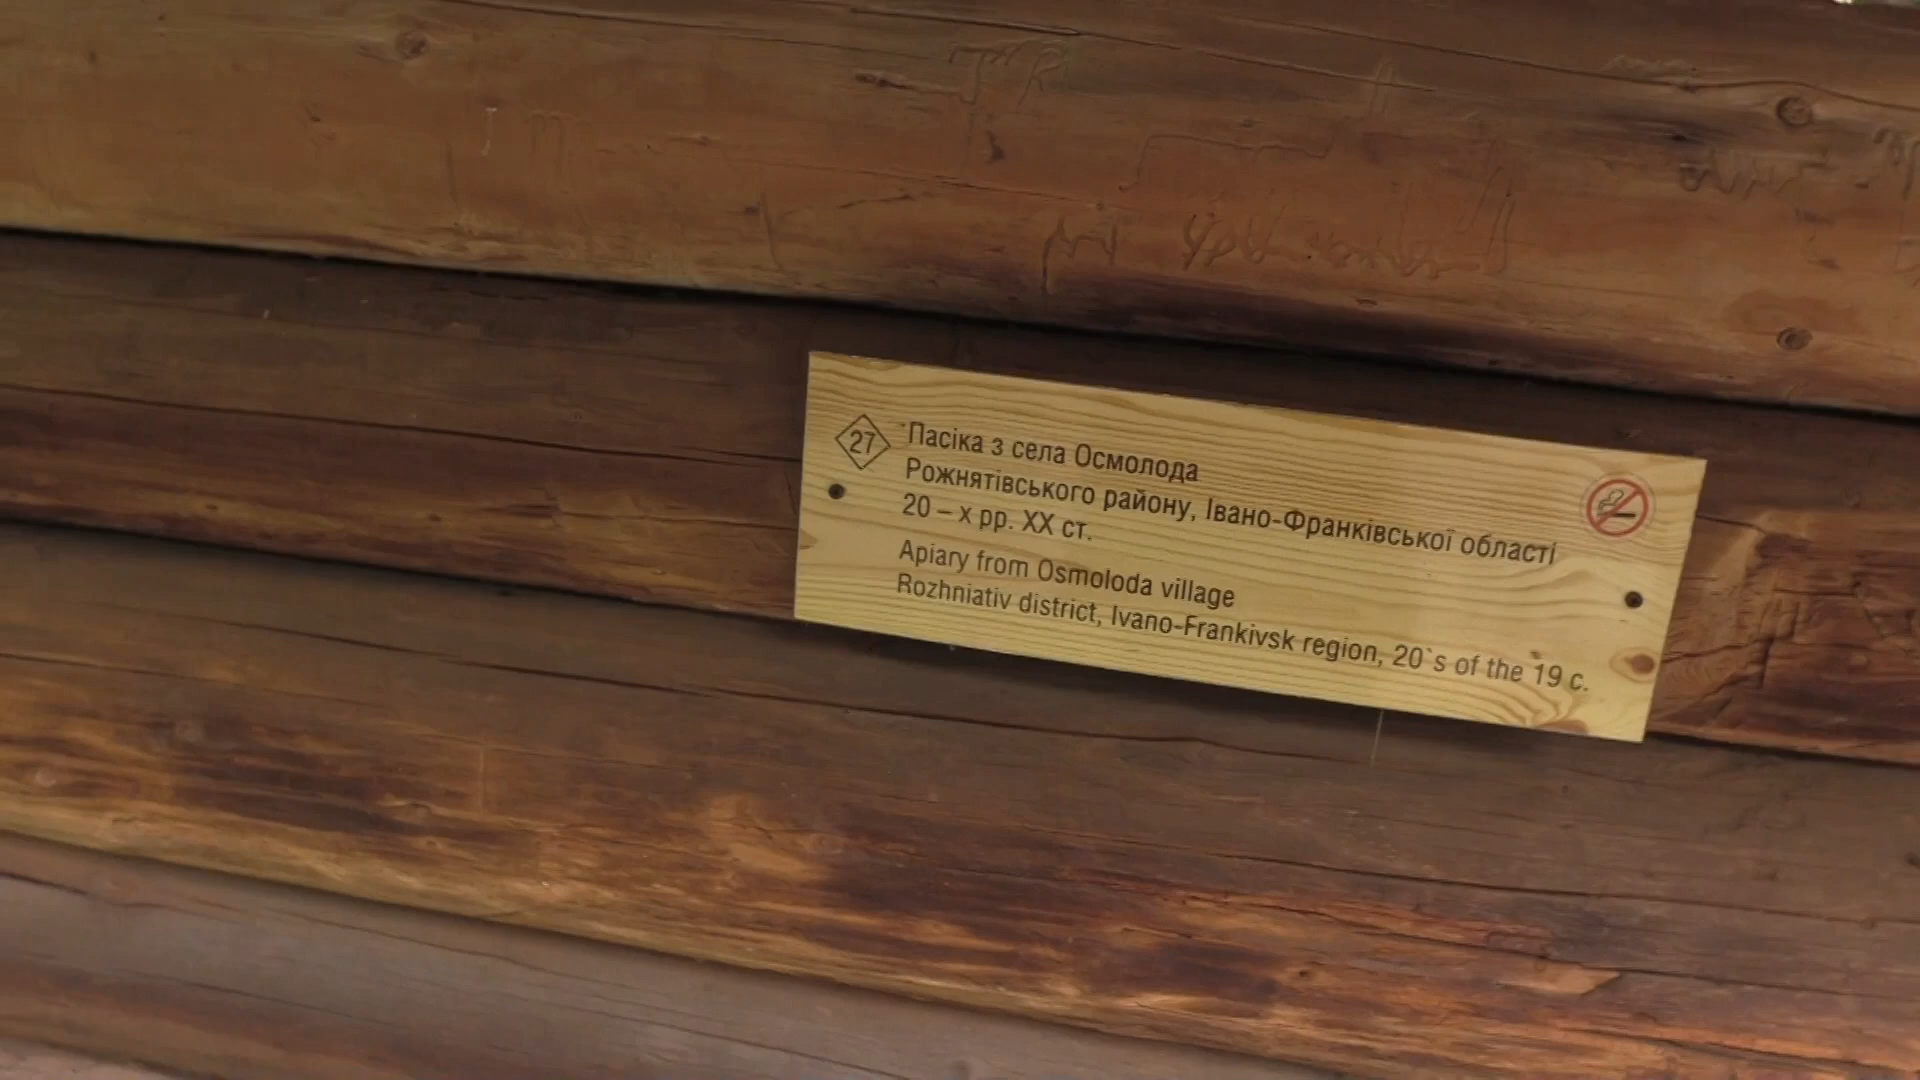 27
Пасіка з села Осмолода
Рожнятівського району, Івано-Франківської області
20 – х рр. XX ст.
Apiary from Osmoloda village
Rozhniativ district, Ivano-Frankivsk region, 20`s of the 19 c.